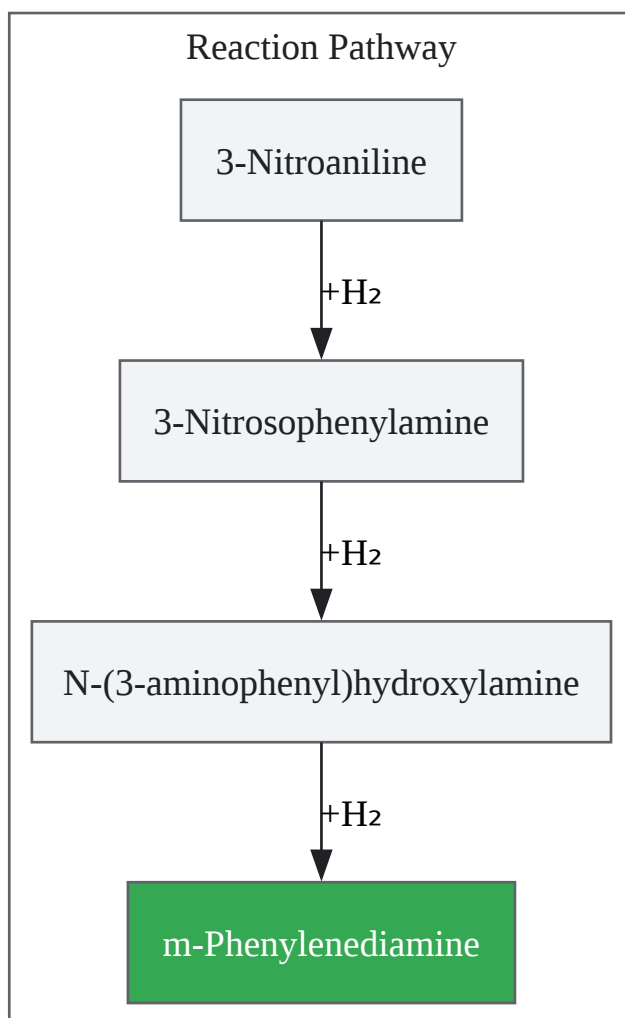 Reaction Pathway
3-Nitroaniline
+H₂
3-Nitrosophenylamine
+H₂
N-(3-aminophenyl)hydroxylamine
+H₂
m-Phenylenediamine